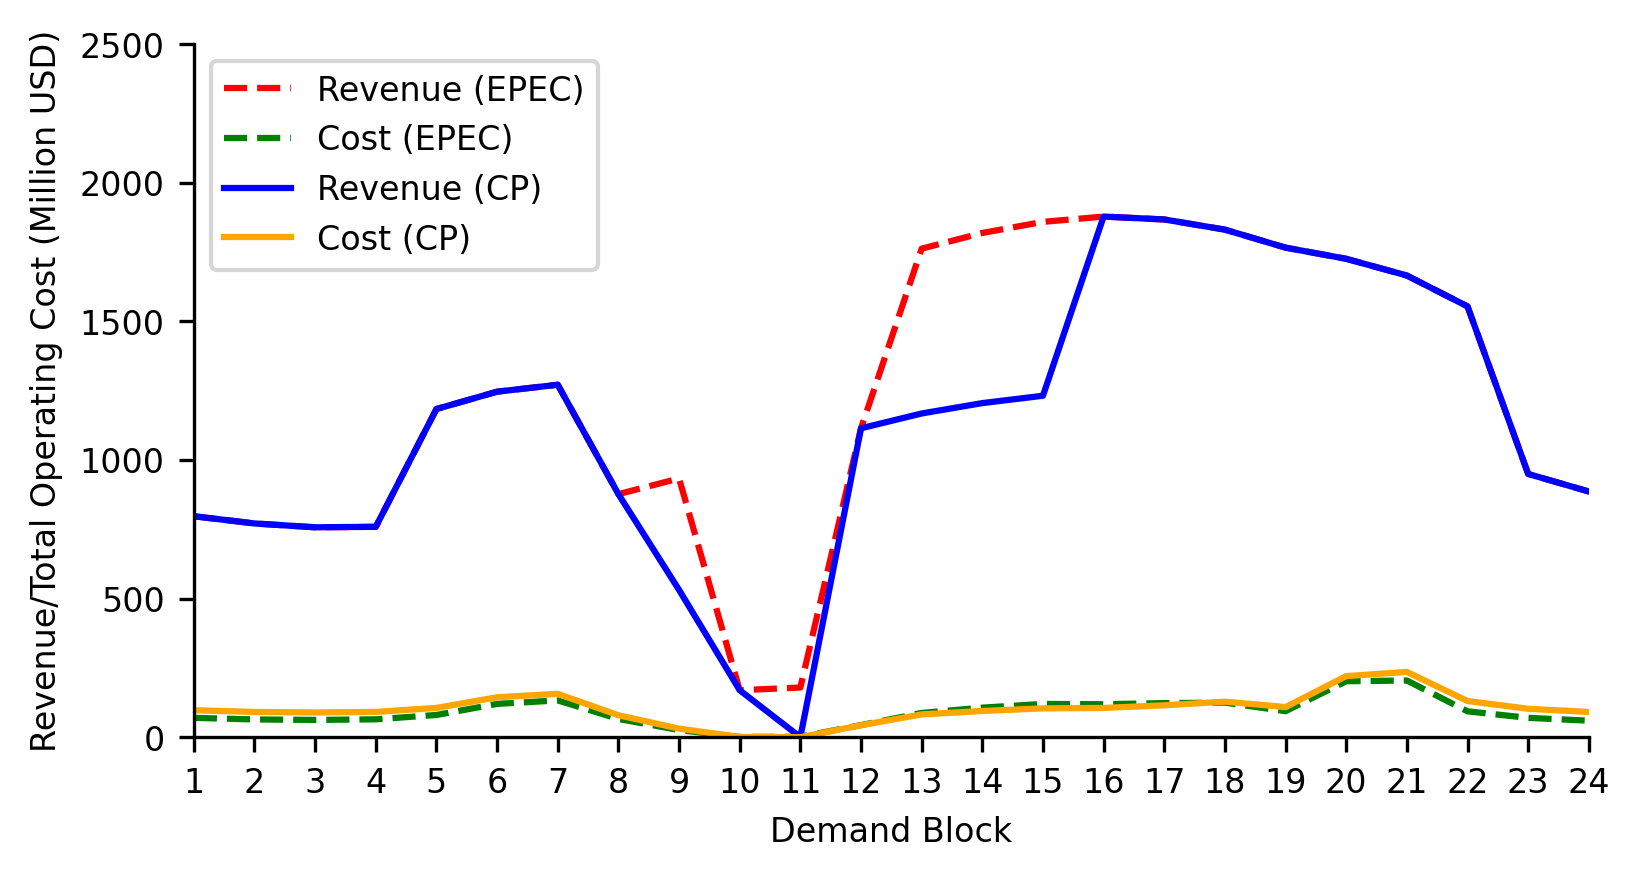 Revenue/Total Operating Cost (Million USD)
2500
2000
1500
1000
500
0
Revenue (EPEC)
Cost (EPEC)
Revenue (CP)
Cost (CP)
1 2 3 4 5 6 7 8 9 10 11 12 13 14 15 16 17 18 19 20 21 22 23 24
Demand Block